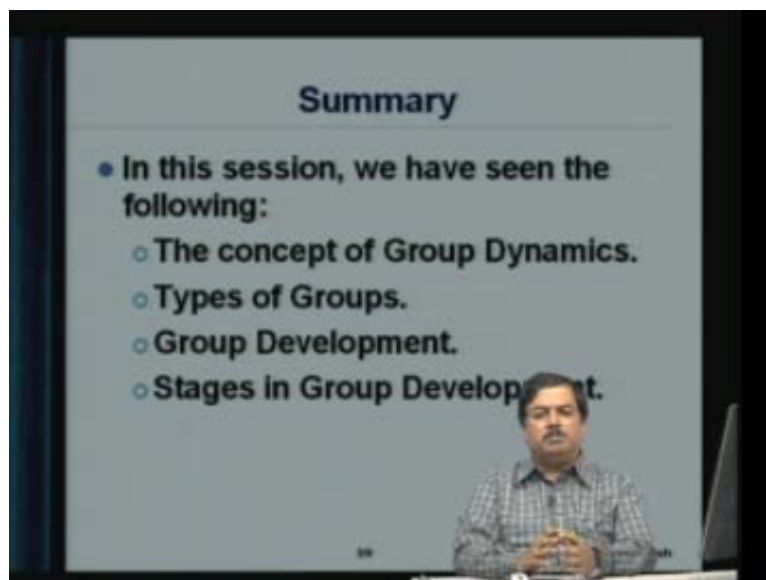 Summary
In this session, we have seen the
following:
The concept of Group Dynamics.
Types of Groups.
Group Development.
Stages in Group